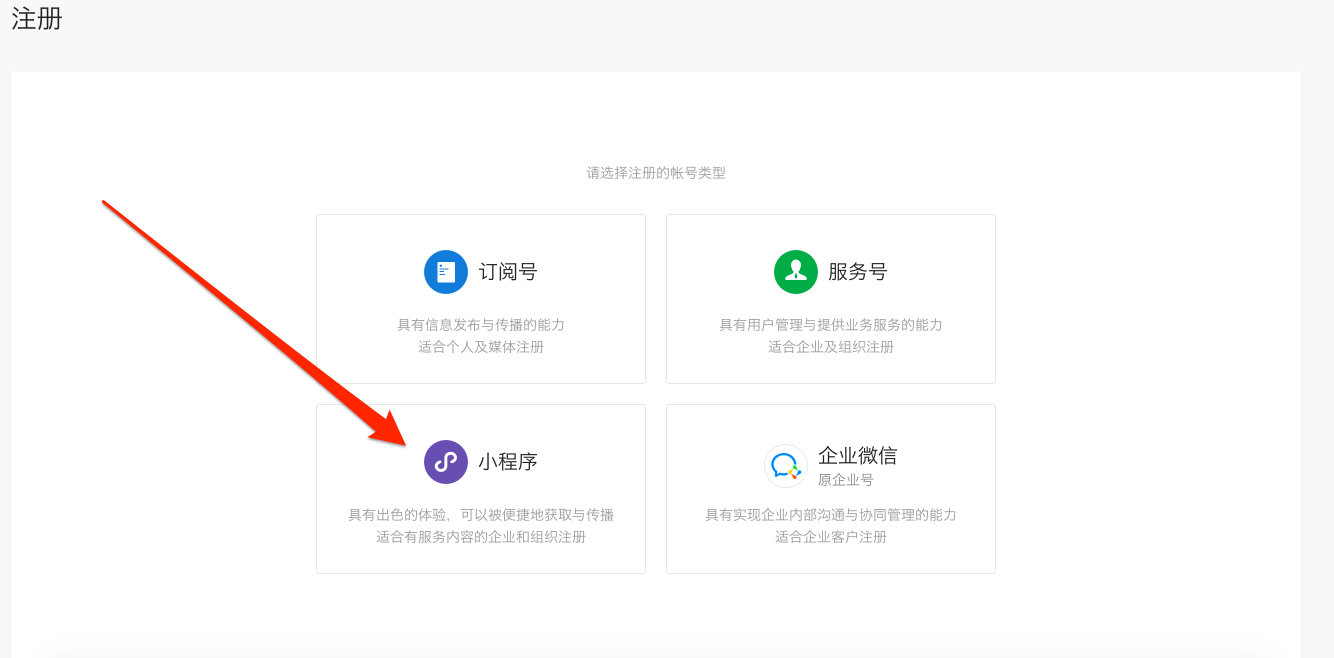 注册
请选择注册的帐号类型
订阅号
具有信息发布与传播的能力
适合个人及媒体注册
服务号
具有用户管理与提供业务服务的能力
适合企业及组织注册
小程序
具有出色的体验，可以被便捷地获取与传播
适合有服务内容的企业和组织注册
企业微信
原企业号
具有实现企业内部沟通与协同管理的能力
适合企业客户注册